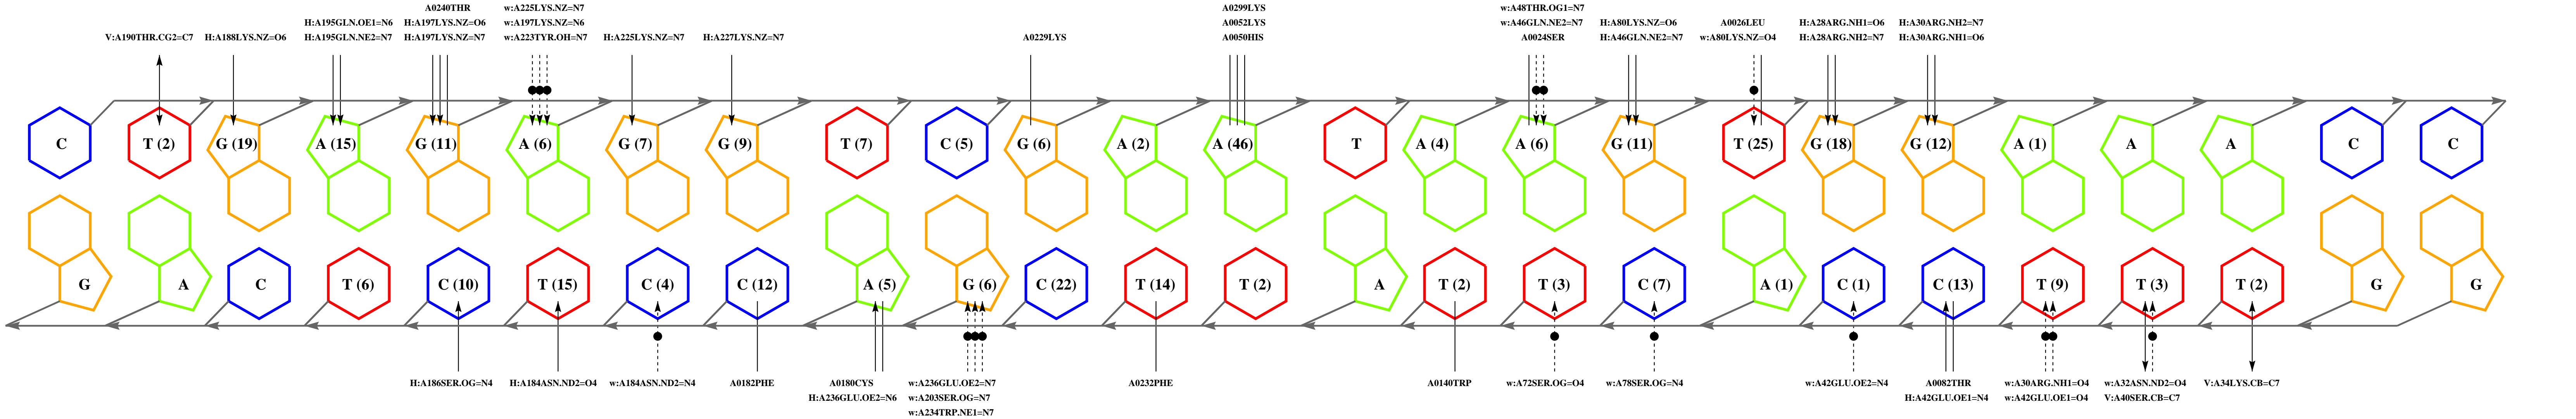 A0240THR w:A225LYS.NZ=N7 A0299LYS w:A48THR.OG1=N7
H:A195GLN.OE1=N6 H:A197LYS.NZ=O6 w:A197LYS.NZ=N6 A0052LYS w:A46GLN.NE2=N7 H:A80LYS.NZ=O6 A0026LEU H:A28ARG.NH1=O6 H:A30ARG.NH2=N7
V:A190THR.CG2=C7 H:A188LYS.NZ=O6 H:A195GLN.NE2=N7 H:A197LYS.NZ=N7 w:A223TYR.OH=N7 H:A225LYS.NZ=N7 H:A227LYS.NZ=N7 A0229LYS A0050HIS A0024SER H:A46GLN.NE2=N7 w:A80LYS.NZ=O4 H:A28ARG.NH2=N7 H:A30ARG.NH1=O6
C T (2) G (19) A (15) G (11) A (6) G (7) G (9) T (7) C (5) G (6) A (2) A (46) T A (4) A (6) G (11) T (25) G (18) G (12) A (1) A A C C
G A C T (6) C (10) T (15) C (4) C (12) A (5) G (6) C (22) T (14) T (2) A T (2) T (3) C (7) A (1) C (1) C (13) T (9) T (3) T (2) G G
H:A186SER.OG=N4 H:A184ASN.ND2=O4 w:A184ASN.ND2=N4 A0182PHE A0180CYS w:A236GLU.OE2=N7 A0232PHE A0140TRP w:A72SER.OG=O4 w:A78SER.OG=N4 w:A42GLU.OE2=N4 A0082THR w:A30ARG.NH1=O4 w:A32ASN.ND2=O4 V:A34LYS.CB=C7
H:A236GLU.OE2=N6 w:A203SER.OG=N7 H:A42GLU.OE1=N4 w:A42GLU.OE1=O4 V:A40SER.CB=C7
w:A234TRP.NE1=N7